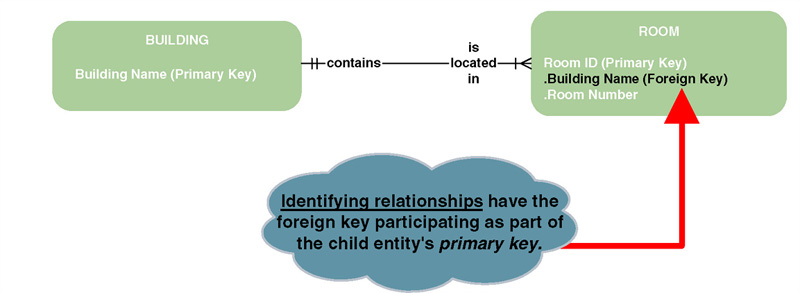 BUILDING
Building Name (Primary Key)
contains
is
located
in
ROOM
Room ID (Primary Key)
.Building Name (Foreign Key)
.Room Number
Identifying relationships have the
foreign key participating as part of
the child entity's primary key.